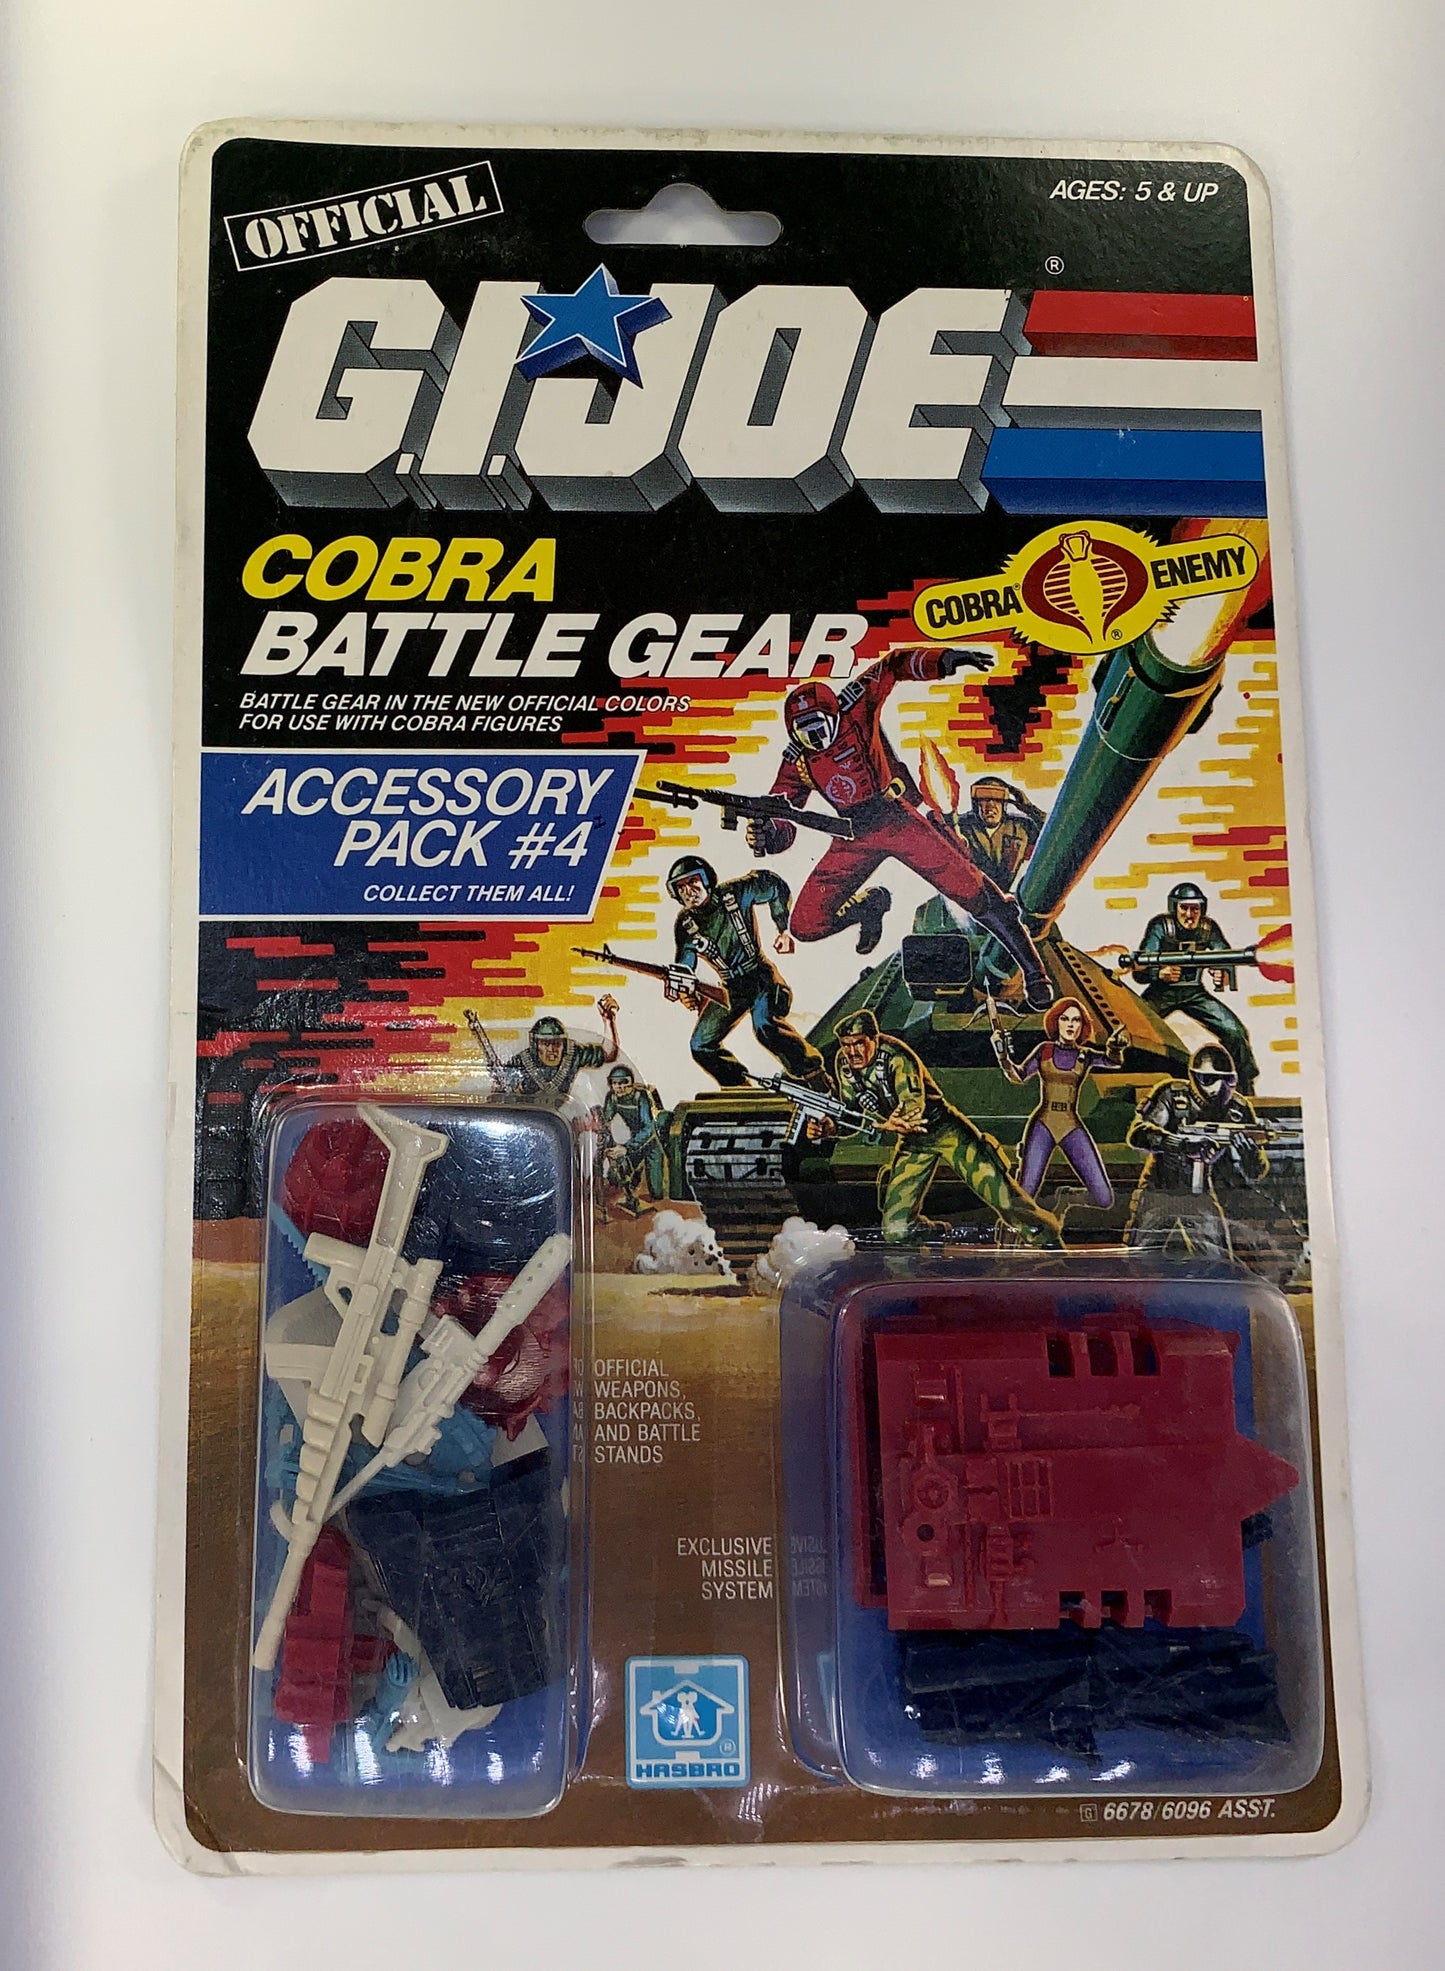 OFFICIAL
AGES: 5 & UP
G.I.JOE
®
COBRA
BATTLE GEAR
COBRA® ENEMY
®
BATTLE GEAR IN THE NEW OFFICIAL COLORS
FOR USE WITH COBRA FIGURES
ACCESSORY
PACK #4
COLLECT THEM ALL!
OFFICIAL
WEAPONS,
BACKPACKS,
AND BATTLE
STANDS
EXCLUSIVE
MISSILE
SYSTEM
®
HASBRO
G 6678/6096 ASST.